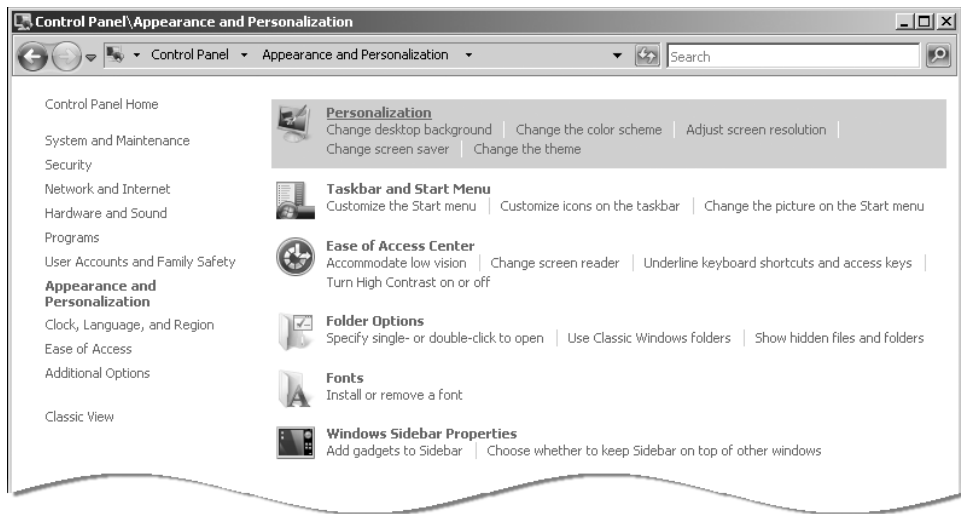 Control Panel\Appearance and Personalization
Control Panel Appearance and Personalization Search
Control Panel Home
System and Maintenance
Security
Network and Internet
Hardware and Sound
Programs
User Accounts and Family Safety
Appearance and
Personalization
Clock, Language, and Region
Ease of Access
Additional Options
Classic View
Personalization
Change desktop background | Change the color scheme | Adjust screen resolution |
Change screen saver | Change the theme
Taskbar and Start Menu
Customize the Start menu | Customize icons on the taskbar | Change the picture on the Start menu
Ease of Access Center
Accommodate low vision | Change screen reader | Underline keyboard shortcuts and access keys |
Turn High Contrast on or off
Folder Options
Specify single- or double-click to open | Use Classic Windows folders | Show hidden files and folders
Fonts
Install or remove a font
Windows Sidebar Properties
Add gadgets to Sidebar | Choose whether to keep Sidebar on top of other windows